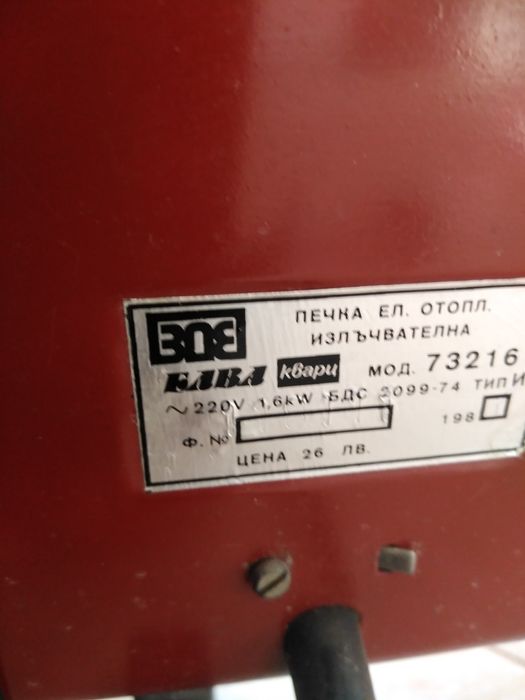 ЗДЕ
ПЕЧКА ЕЛ. ОТОПЛ.
ИЗЛЪЧВАТЕЛНА
ЕЛВА кварц МОД. 73216
~220V 1,6kW БДС 2099-74 ТИП И
Ф. № 198
ЦЕНА 26 ЛВ.